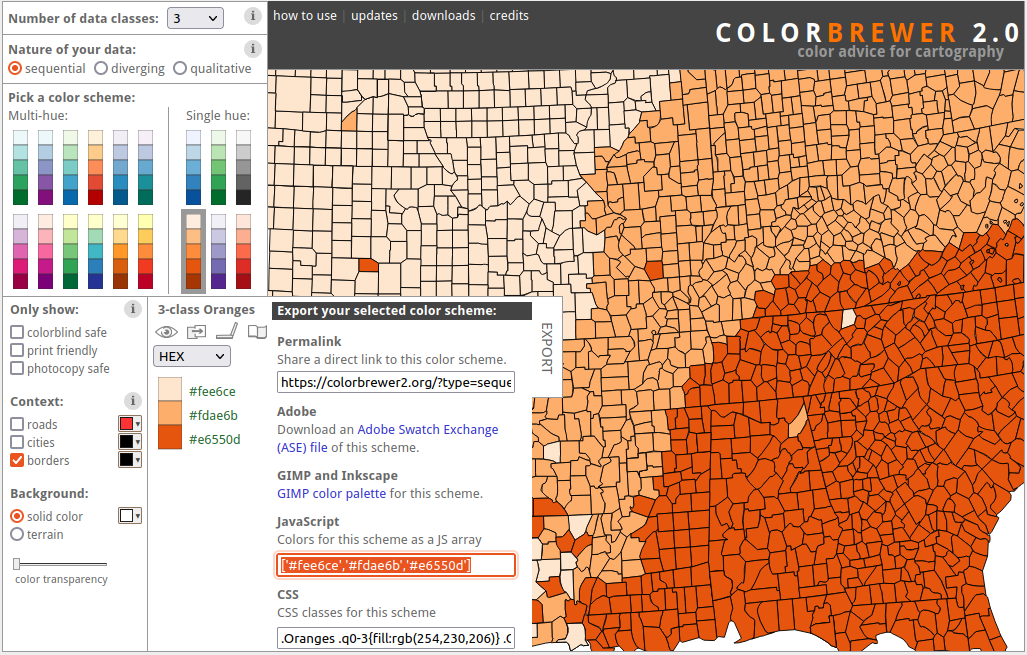 Number of data classes: 3 i
how to use | updates | downloads | credits
COLORBREWER 2.0
color advice for cartography
Nature of your data: i
sequential diverging qualitative
Pick a color scheme:
Multi-hue: Single hue:
Only show: i
colorblind safe
print friendly
photocopy safe
Context: i
roads
cities
borders
Background:
solid color
terrain
color transparency
3-class Oranges
HEX
#fee6ce
#fdae6b
#e6550d
Export your selected color scheme:
Permalink
Share a direct link to this color scheme.
https://colorbrewer2.org/?type=seque
Adobe
Download an Adobe Swatch Exchange
(ASE) file of this scheme.
GIMP and Inkscape
GIMP color palette for this scheme.
JavaScript
Colors for this scheme as a JS array
['#fee6ce','#fdae6b','#e6550d']
CSS
CSS classes for this scheme
.Oranges .q0-3{fill:rgb(254,230,206)} .O
EXPORT